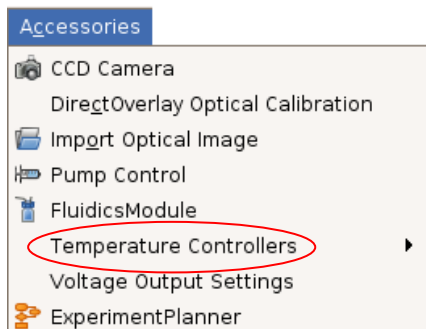 Accessories
CCD Camera
DirectOverlay Optical Calibration
Import Optical Image
Pump Control
FluidicsModule
Temperature Controllers
Voltage Output Settings
ExperimentPlanner